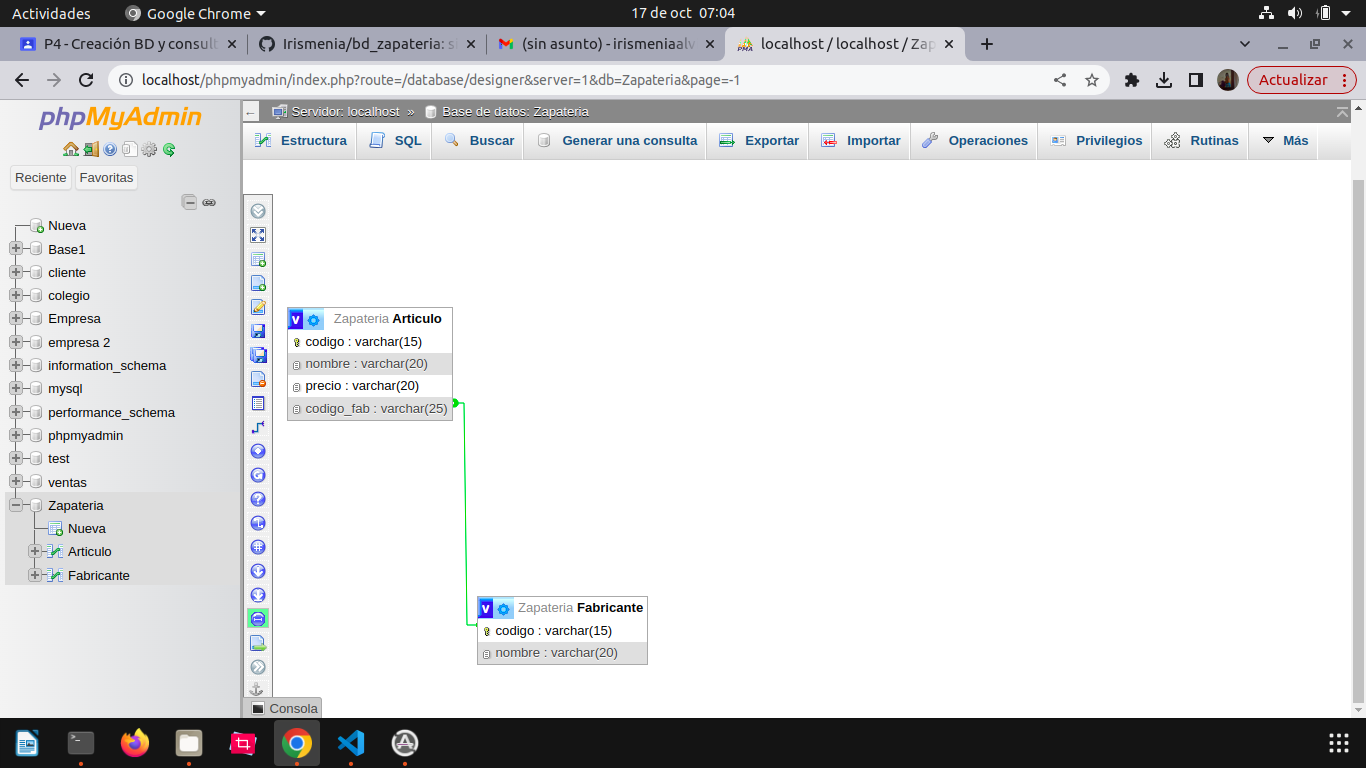 Actividades
Google Chrome
17 de oct 07:04
P4 - Creación BD y consult
Irismenia/bd_zapateria: si
(sin asunto) - irismeniaalv
localhost / localhost / Zap
localhost/phpmyadmin/index.php?route=/database/designer&server=1&db=Zapateria&page=-1
Actualizar
phpMyAdmin
Servidor: localhost » Base de datos: Zapateria
Estructura
SQL
Buscar
Generar una consulta
Exportar
Importar
Operaciones
Privilegios
Rutinas
Más
Reciente
Favoritas
Nueva
Base1
cliente
colegio
Empresa
empresa 2
information_schema
mysql
performance_schema
phpmyadmin
test
ventas
Zapateria
Nueva
Articulo
Fabricante
Zapateria Articulo
codigo : varchar(15)
nombre : varchar(20)
precio : varchar(20)
codigo_fab : varchar(25)
Zapateria Fabricante
codigo : varchar(15)
nombre : varchar(20)
Consola